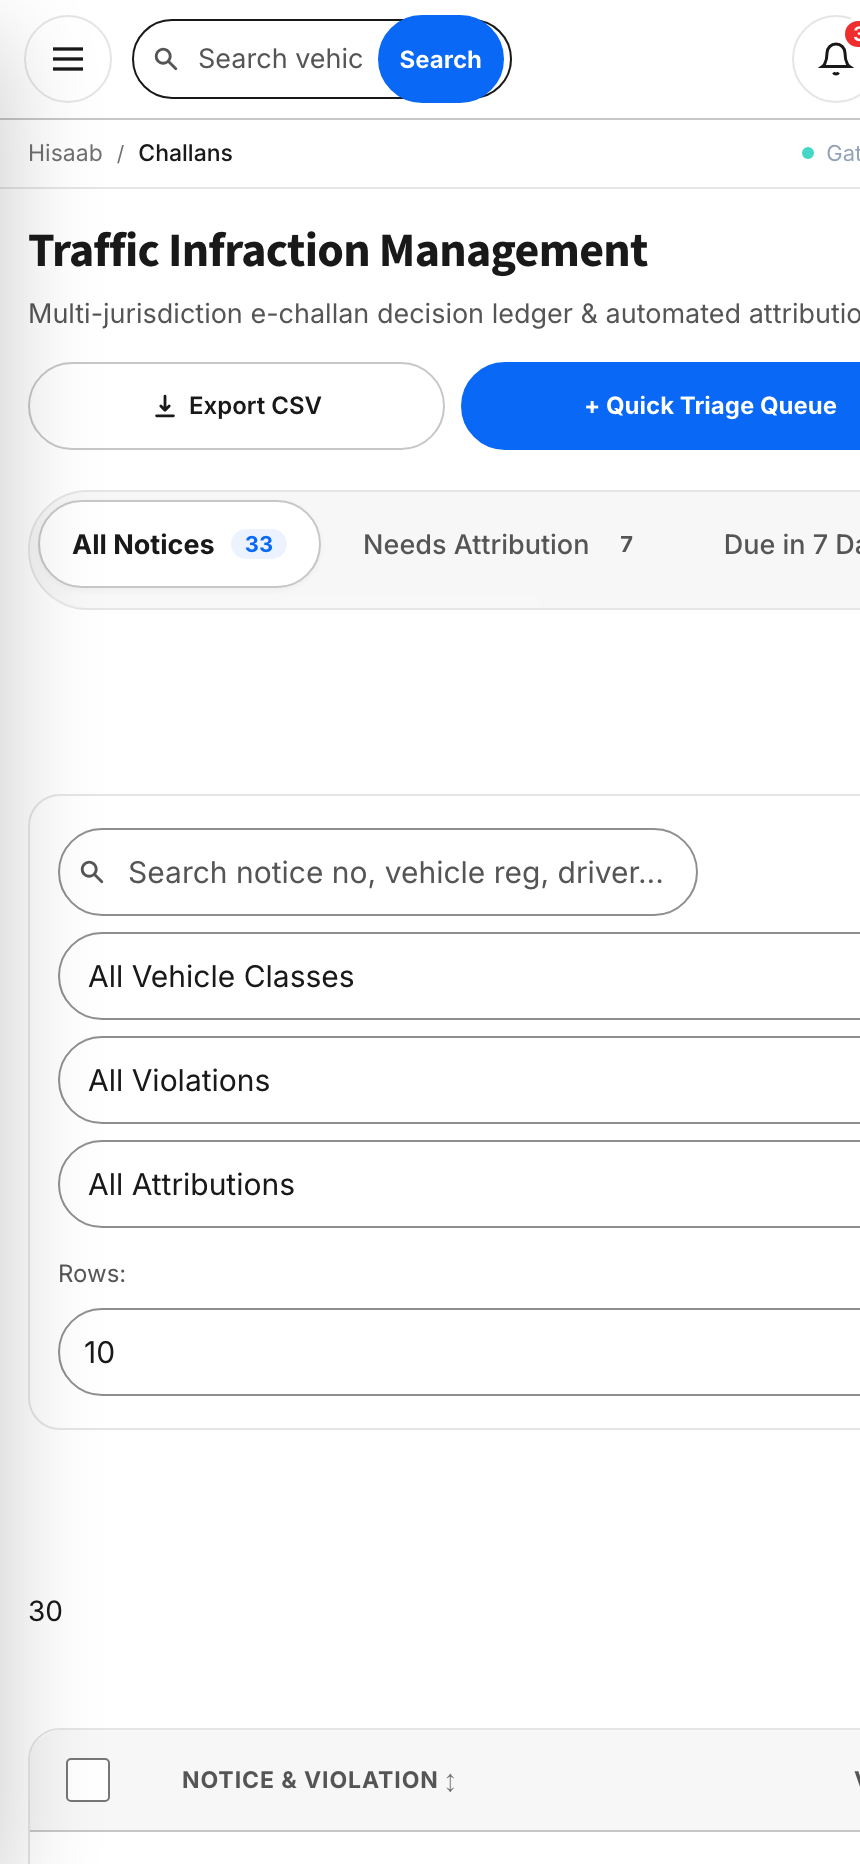 Search vehic Search 3
Hisaab / Challans Gat
Traffic Infraction Management
Multi-jurisdiction e-challan decision ledger & automated attributio
Export CSV + Quick Triage Queue
All Notices 33 Needs Attribution 7 Due in 7 Da
Search notice no, vehicle reg, driver...
All Vehicle Classes
All Violations
All Attributions
Rows:
10
30
NOTICE & VIOLATION ↕